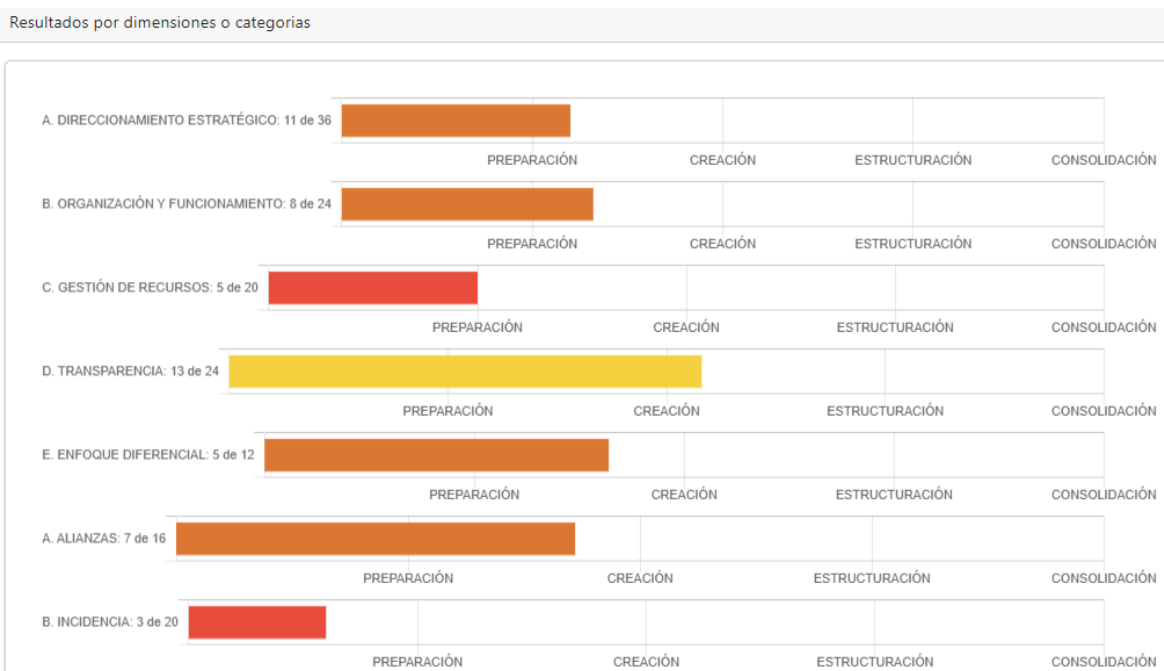 Resultados por dimensiones o categorias
A. DIRECCIONAMIENTO ESTRATÉGICO: 11 de 36
PREPARACIÓN CREACIÓN ESTRUCTURACIÓN CONSOLIDACIÓN
B. ORGANIZACIÓN Y FUNCIONAMIENTO: 8 de 24
PREPARACIÓN CREACIÓN ESTRUCTURACIÓN CONSOLIDACIÓN
C. GESTIÓN DE RECURSOS: 5 de 20
PREPARACIÓN CREACIÓN ESTRUCTURACIÓN CONSOLIDACIÓN
D. TRANSPARENCIA: 13 de 24
PREPARACIÓN CREACIÓN ESTRUCTURACIÓN CONSOLIDACIÓN
E. ENFOQUE DIFERENCIAL: 5 de 12
PREPARACIÓN CREACIÓN ESTRUCTURACIÓN CONSOLIDACIÓN
A. ALIANZAS: 7 de 16
PREPARACIÓN CREACIÓN ESTRUCTURACIÓN CONSOLIDACIÓN
B. INCIDENCIA: 3 de 20
PREPARACIÓN CREACIÓN ESTRUCTURACIÓN CONSOLIDACIÓN